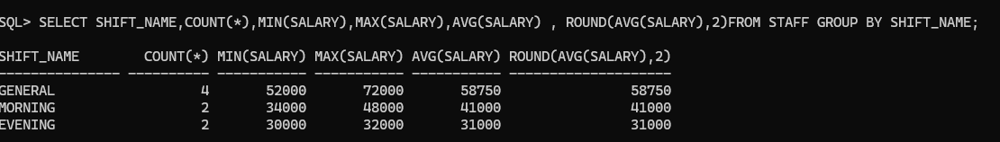 SQL> SELECT SHIFT_NAME,COUNT(*),MIN(SALARY),MAX(SALARY),AVG(SALARY) , ROUND(AVG(SALARY),2)FROM STAFF GROUP BY SHIFT_NAME;
SHIFT_NAME        COUNT(*) MIN(SALARY) MAX(SALARY) AVG(SALARY) ROUND(AVG(SALARY),2)
--------------- ---------- ----------- ----------- ----------- --------------------
GENERAL                  4       52000       72000       58750                58750
MORNING                  2       34000       48000       41000                41000
EVENING                  2       30000       32000       31000                31000